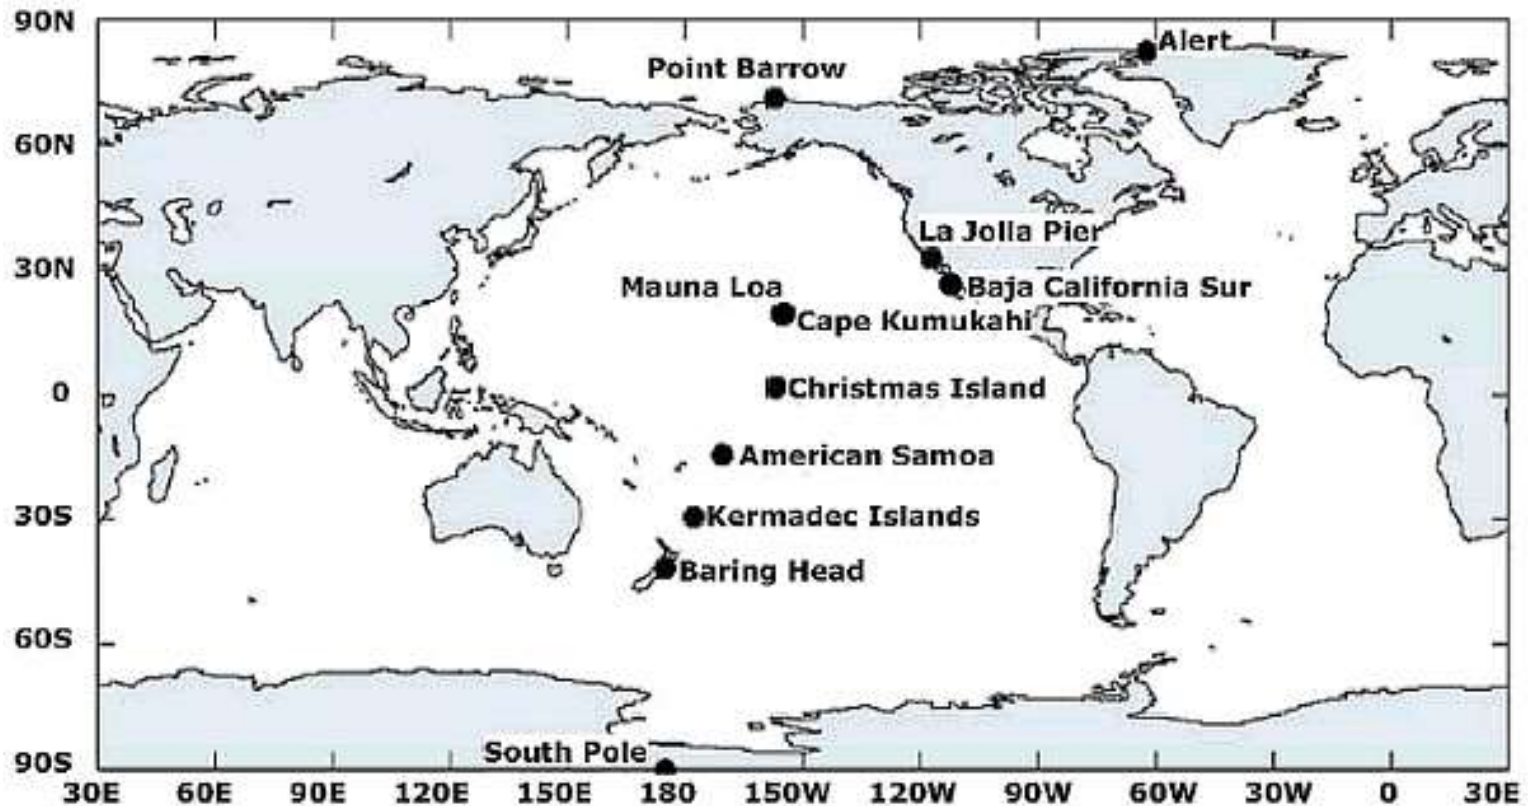 90N
Alert
Point Barrow
60N
La Jolla Pier
30N
Mauna Loa
Baja California Sur
Cape Kumukahi
0
Christmas Island
American Samoa
30S
Kermadec Islands
Baring Head
60S
South Pole
90S
30E 60E 90E 120E 150E 180 150W 120W 90W 60W 30W 0 30E